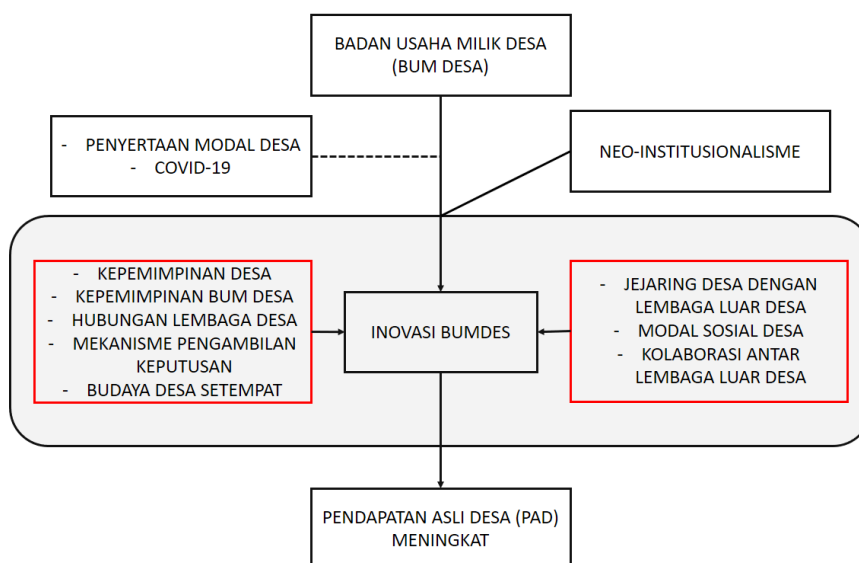 BADAN USAHA MILIK DESA
(BUM DESA)
- PENYERTAAN MODAL DESA
- COVID-19
NEO-INSTITUSIONALISME
- KEPEMIMPINAN DESA
- KEPEMIMPINAN BUM DESA
- HUBUNGAN LEMBAGA DESA
- MEKANISME PENGAMBILAN
KEPUTUSAN
- BUDAYA DESA SETEMPAT
INOVASI BUMDES
- JEJARING DESA DENGAN
LEMBAGA LUAR DESA
- MODAL SOSIAL DESA
- KOLABORASI ANTAR
LEMBAGA LUAR DESA
PENDAPATAN ASLI DESA (PAD)
MENINGKAT